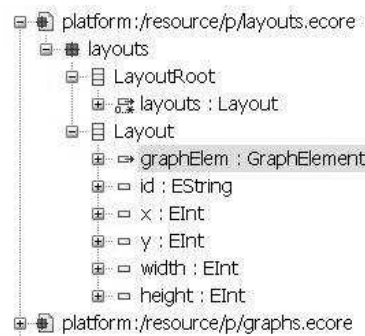 platform:/resource/p/layouts.ecore
layouts
LayoutRoot
0..* layouts : Layout
Layout
graphElem : GraphElement
id : EString
x : EInt
y : EInt
width : EInt
height : EInt
platform:/resource/p/graphs.ecore